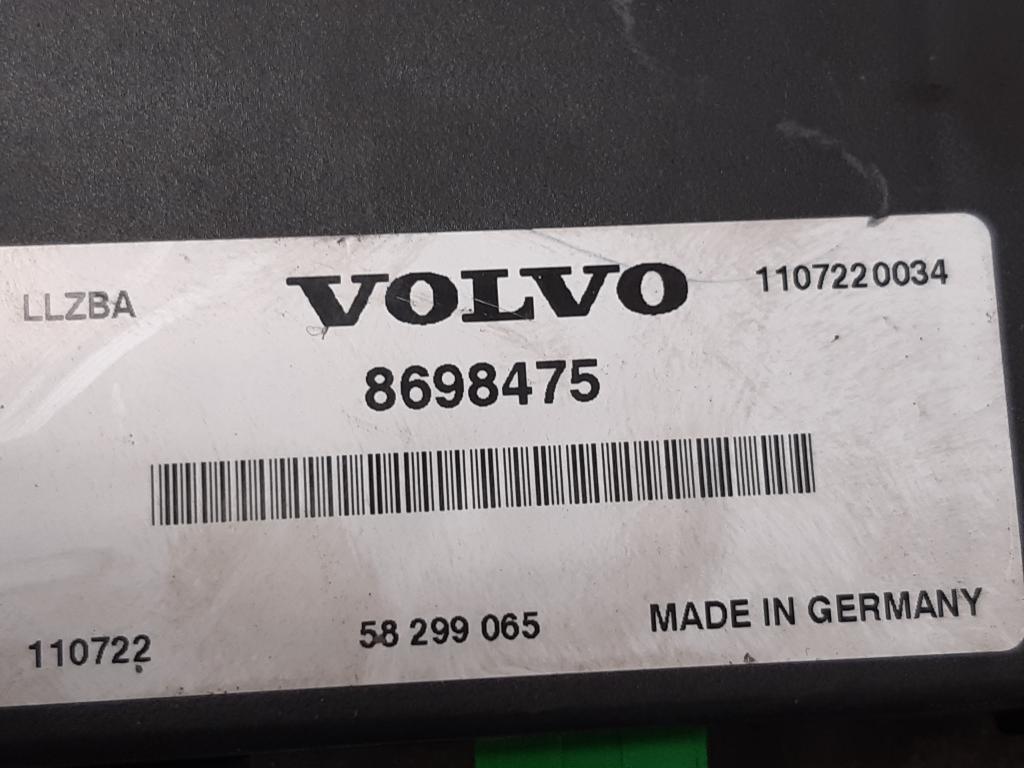 LLZBA VOLVO 1107220034
8698475
110722 58 299 065 MADE IN GERMANY